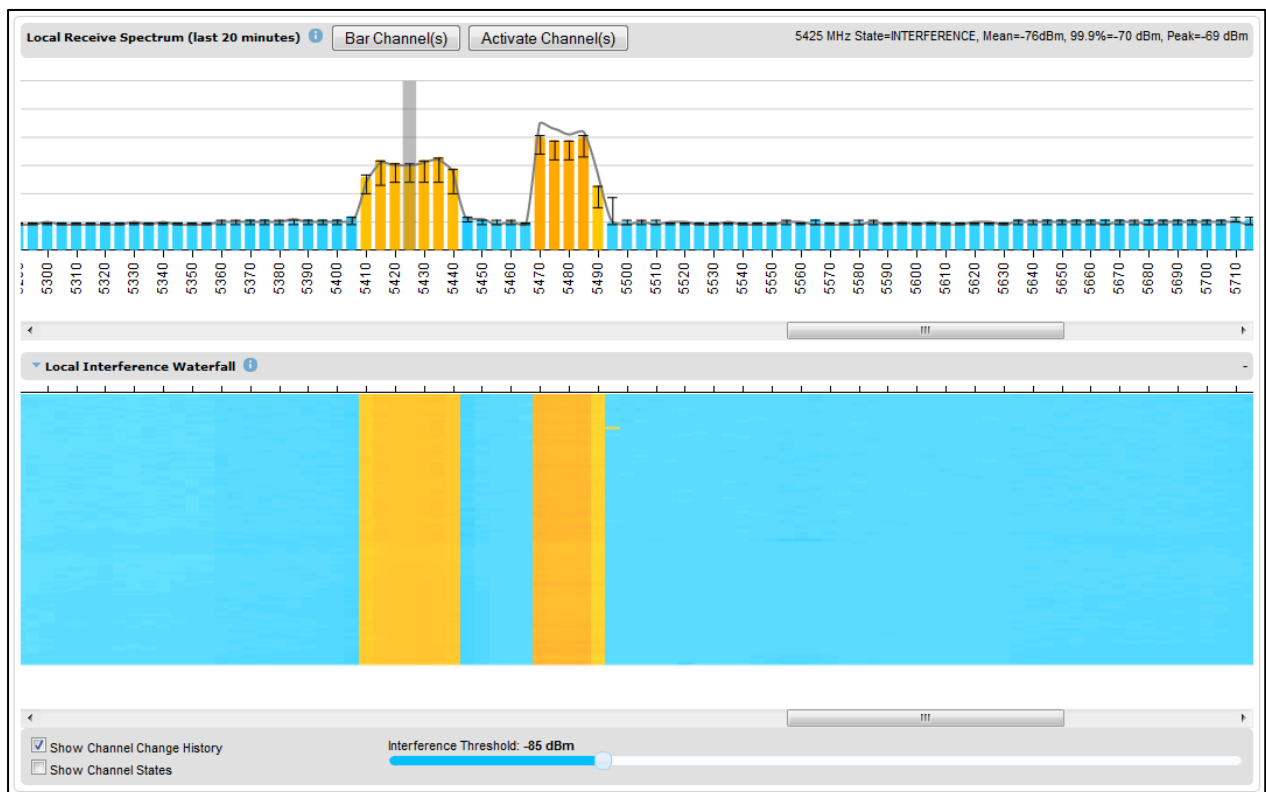 Local Receive Spectrum (last 20 minutes) i Bar Channel(s) Activate Channel(s) 5425 MHz State=INTERFERENCE, Mean=-76dBm, 99.9%=-70 dBm, Peak=-69 dBm
5300 5310 5320 5330 5340 5350 5360 5370 5380 5390 5400 5410 5420 5430 5440 5450 5460 5470 5480 5490 5500 5510 5520 5530 5540 5550 5560 5570 5580 5590 5600 5610 5620 5630 5640 5650 5660 5670 5680 5690 5700 5710
Local Interference Waterfall i -
Show Channel Change History
Interference Threshold: -85 dBm
Show Channel States